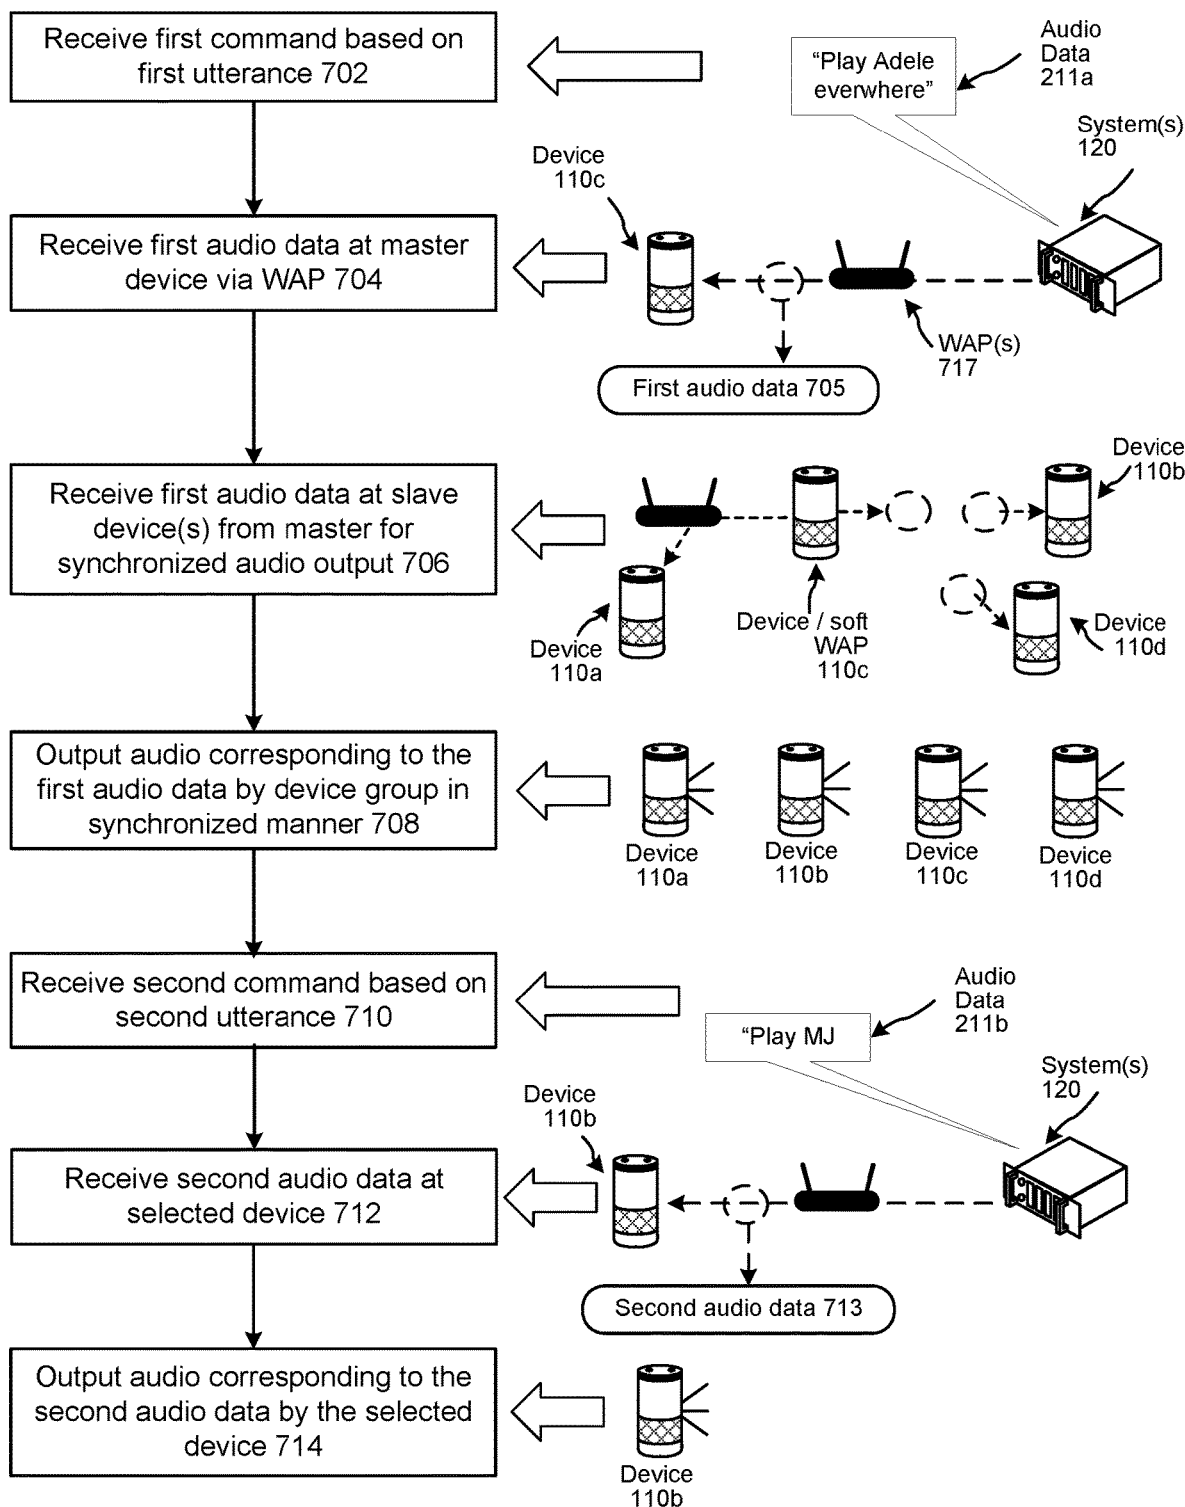 Receive first command based on
first utterance 702
“Play Adele
everwhere”
Audio
Data
211a
System(s)
120
Device
110c
Receive first audio data at master
device via WAP 704
WAP(s)
717
First audio data 705
Receive first audio data at slave
device(s) from master for
synchronized audio output 706
Device
110b
Device
110a
Device / soft
WAP
110c
Device
110d
Output audio corresponding to the
first audio data by device group in
synchronized manner 708
Device
110a
Device
110b
Device
110c
Device
110d
Receive second command based on
second utterance 710
“Play MJ
Audio
Data
211b
System(s)
120
Device
110b
Receive second audio data at
selected device 712
Second audio data 713
Output audio corresponding to the
second audio data by the selected
device 714
Device
110b